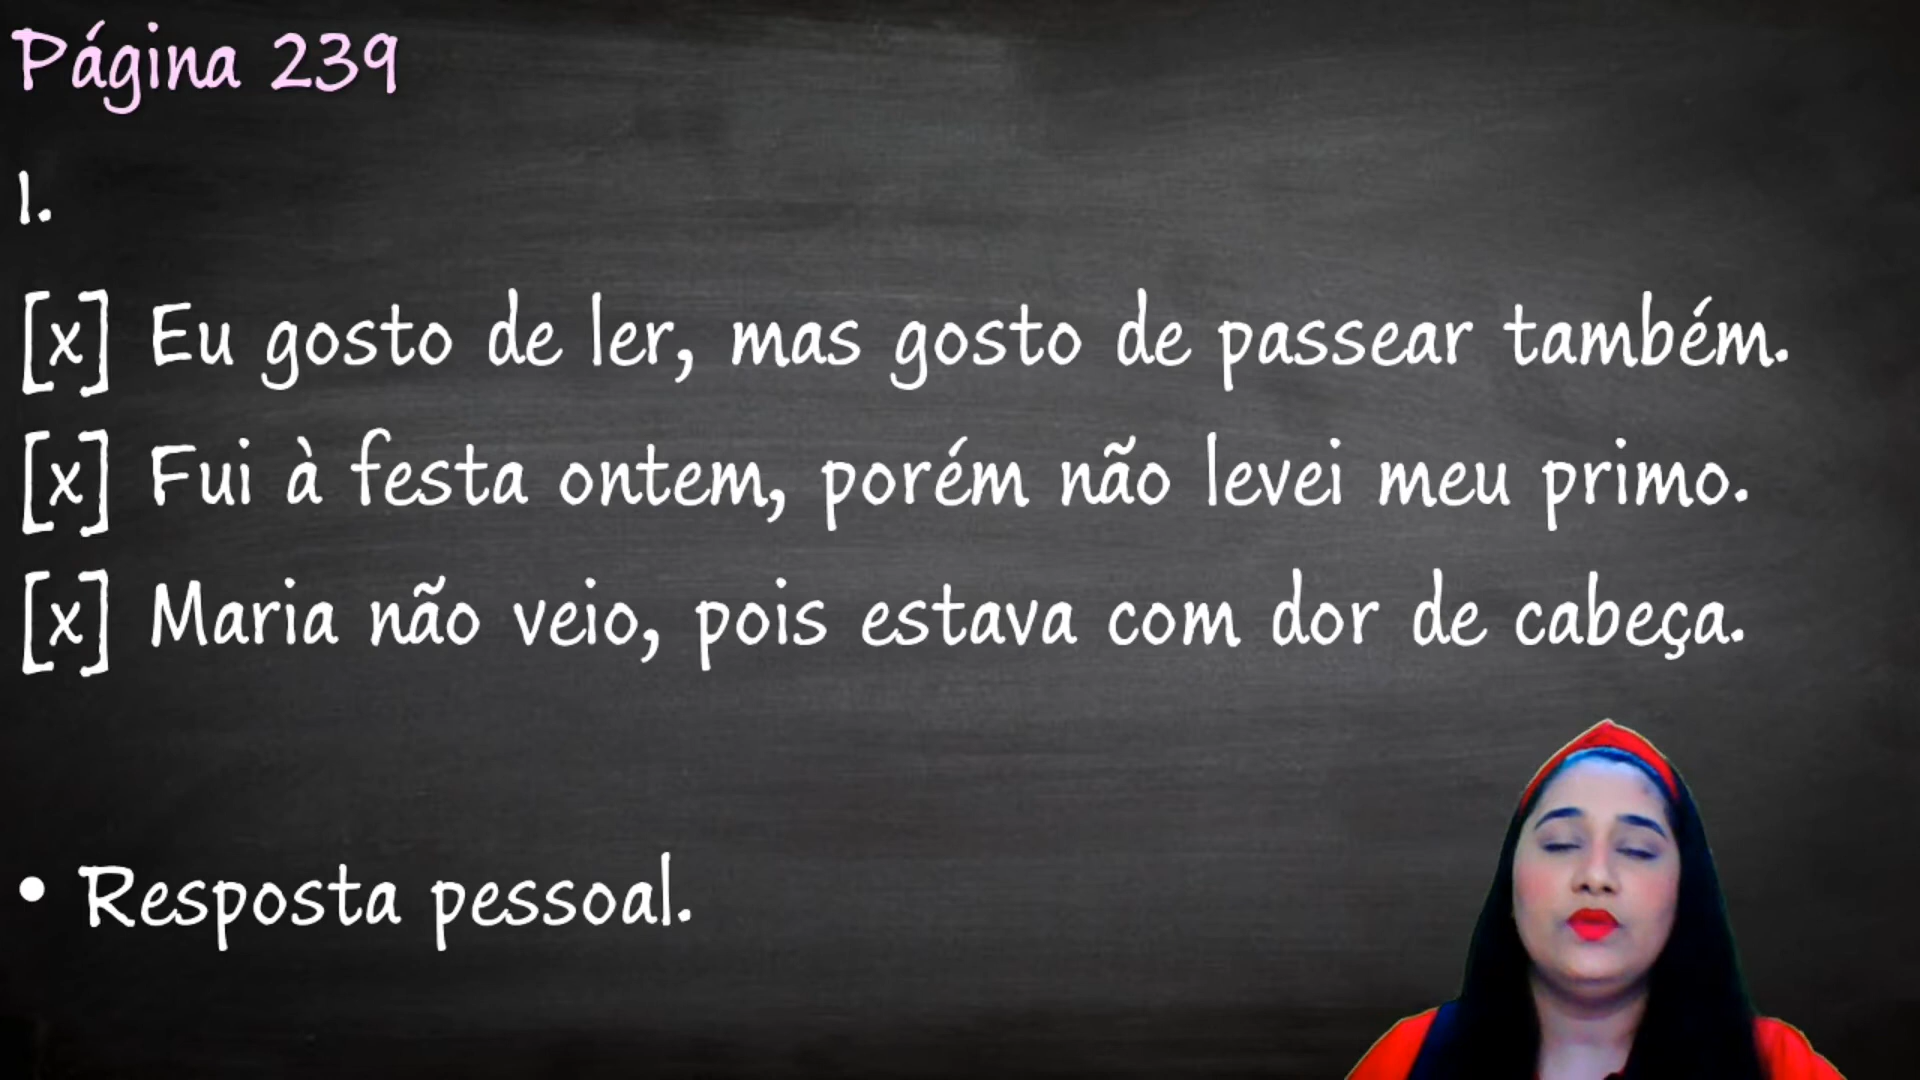 Página 239
1.
[x] Eu gosto de ler, mas gosto de passear também.
[x] Fui à festa ontem, porém não levei meu primo.
[x] Maria não veio, pois estava com dor de cabeça.
• Resposta pessoal.